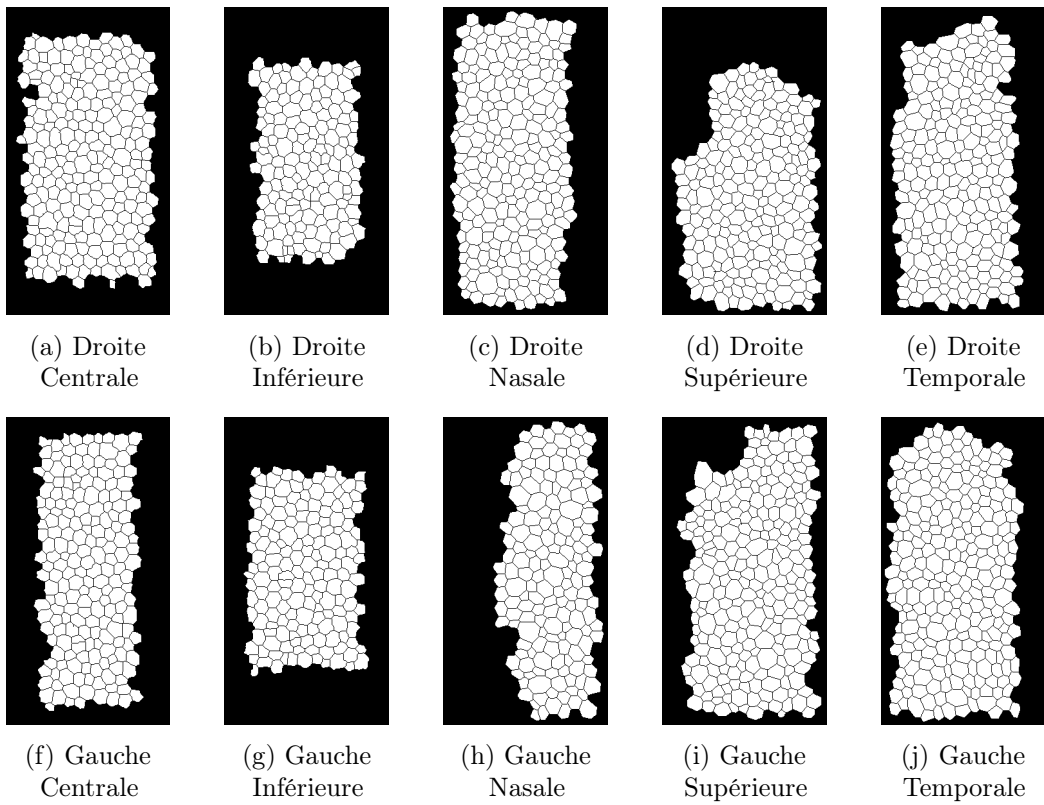 (a) Droite
Centrale
(b) Droite
Inférieure
(c) Droite
Nasale
(d) Droite
Supérieure
(e) Droite
Temporale
(f) Gauche
Centrale
(g) Gauche
Inférieure
(h) Gauche
Nasale
(i) Gauche
Supérieure
(j) Gauche
Temporale